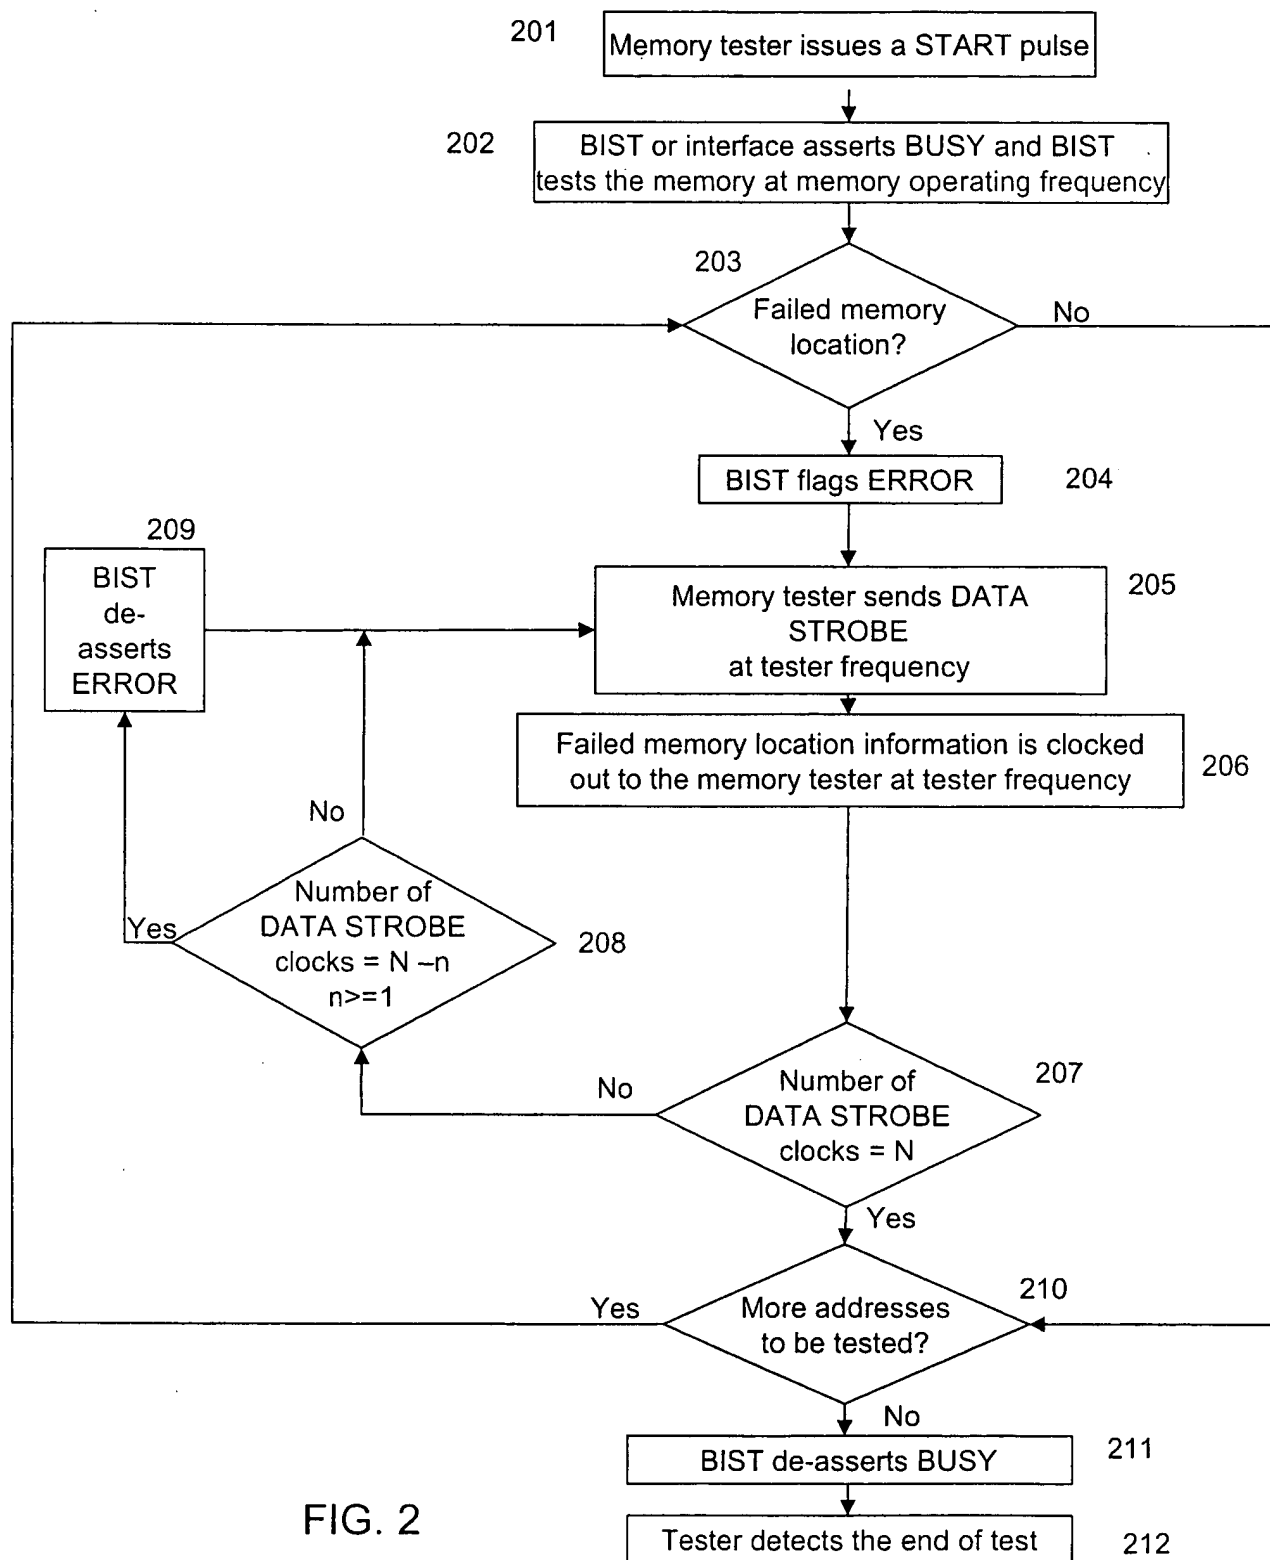 201
Memory tester issues a START pulse
202
BIST or interface asserts BUSY and BIST
tests the memory at memory operating frequency
203
Failed memory
location?
No
Yes
BIST flags ERROR
204
209
BIST
de-
asserts
ERROR
Memory tester sends DATA
STROBE
at tester frequency
205
Failed memory location information is clocked
out to the memory tester at tester frequency
206
No
Number of
DATA STROBE
clocks = N –n
n>=1
Yes
208
No
Number of
DATA STROBE
clocks = N
207
Yes
Yes
More addresses
to be tested?
210
No
BIST de-asserts BUSY
211
FIG. 2
Tester detects the end of test
212